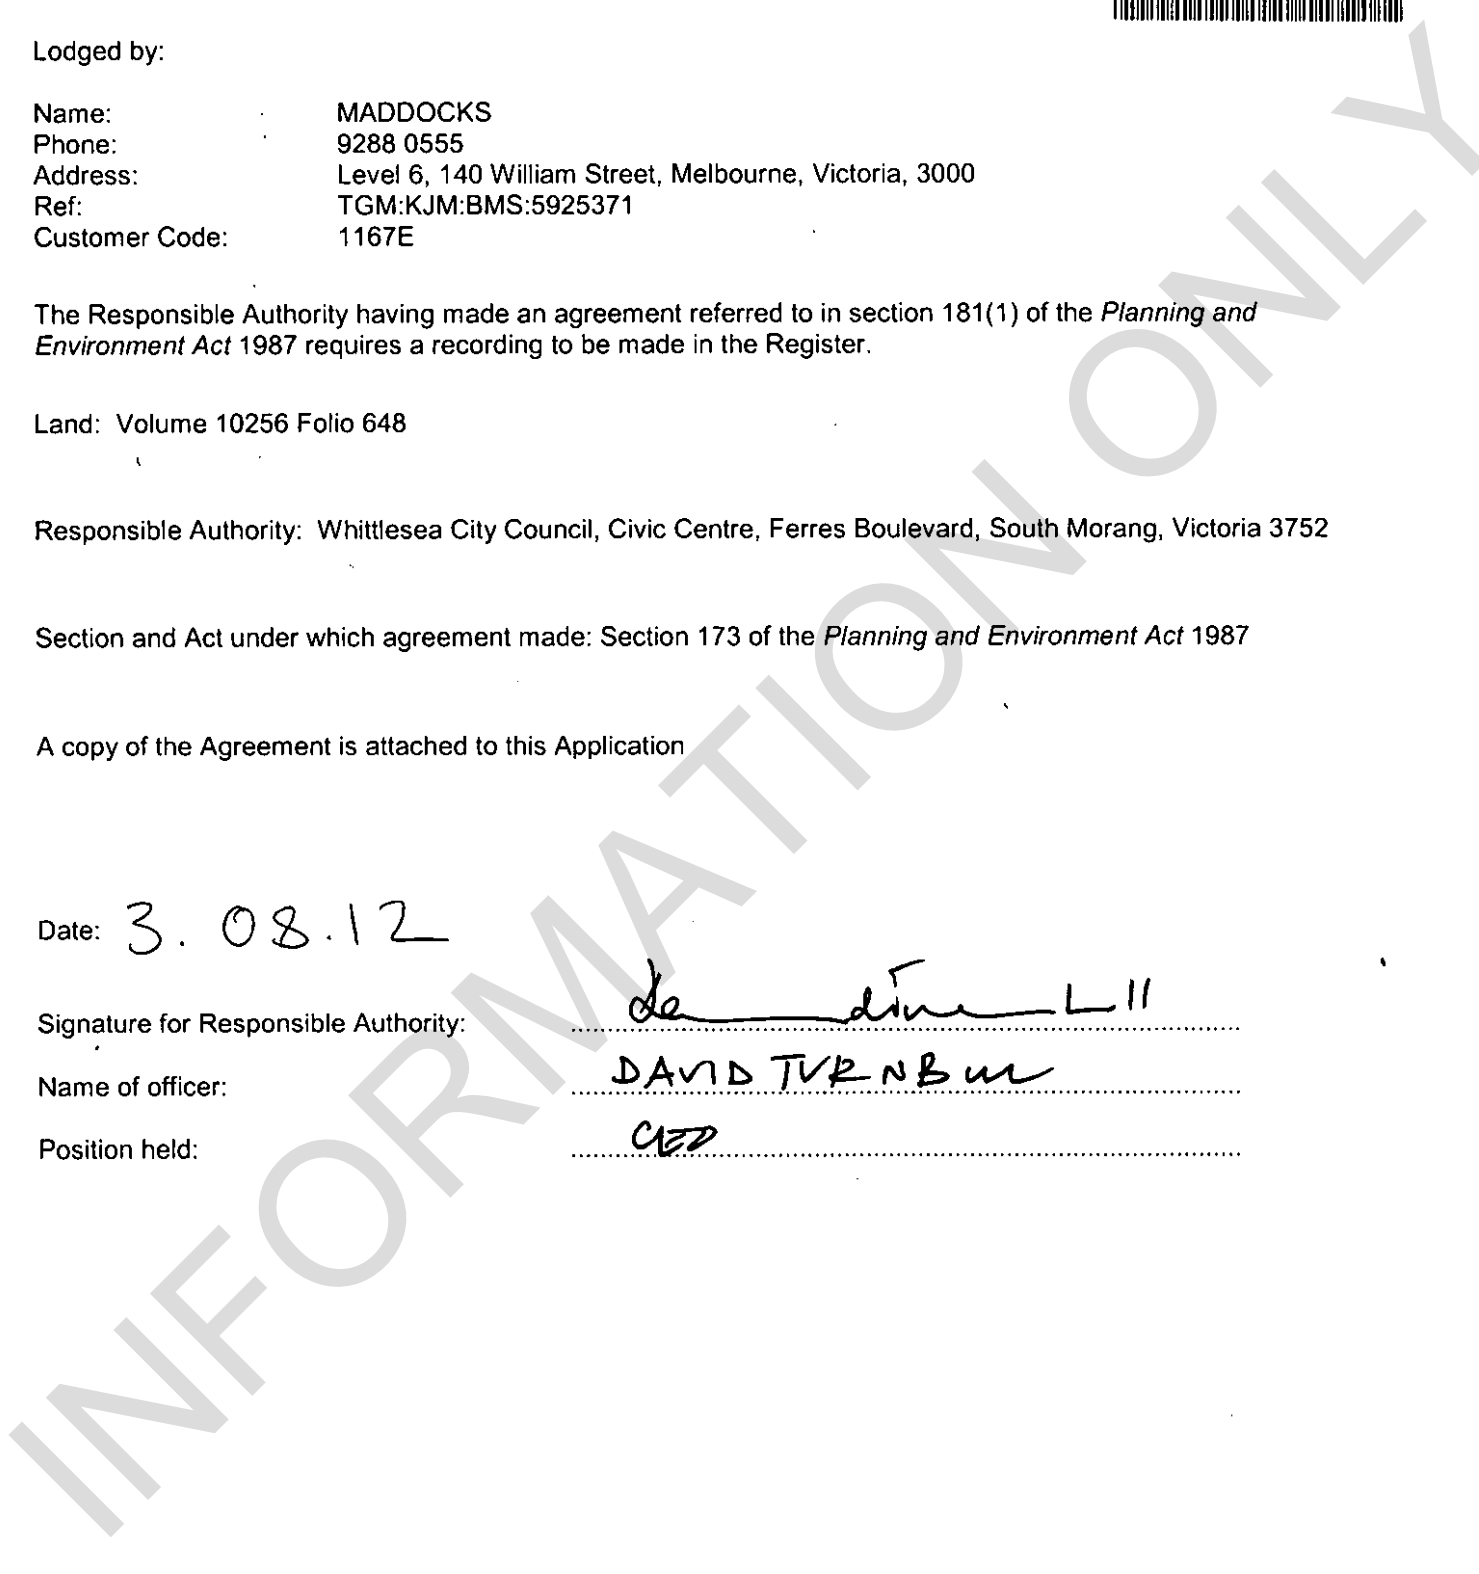 Lodged by:
Name: MADDOCKS
Phone: 9288 0555
Address: Level 6, 140 William Street, Melbourne, Victoria, 3000
Ref: TGM:KJM:BMS:5925371
Customer Code: 1167E
The Responsible Authority having made an agreement referred to in section 181(1) of the Planning and
Environment Act 1987 requires a recording to be made in the Register.
Land: Volume 10256 Folio 648
Responsible Authority: Whittlesea City Council, Civic Centre, Ferres Boulevard, South Morang, Victoria 3752
Section and Act under which agreement made: Section 173 of the Planning and Environment Act 1987
A copy of the Agreement is attached to this Application
Date: 3.08.12
Signature for Responsible Authority:
Name of officer: DAVID TURNBULL
Position held: CEO
INFORMATION ONLY